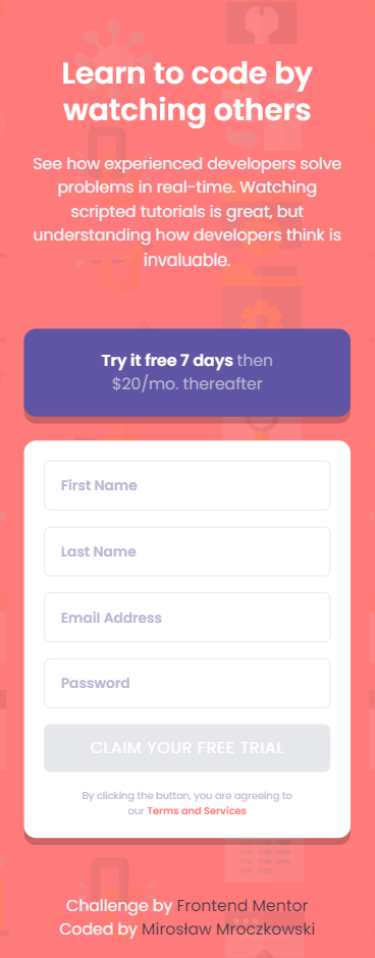 Learn to code by
watching others
See how experienced developers solve
problems in real-time. Watching
scripted tutorials is great, but
understanding how developers think is
invaluable.
Try it free 7 days then
$20/mo. thereafter
First Name
Last Name
Email Address
Password
CLAIM YOUR FREE TRIAL
By clicking the button, you are agreeing to
our Terms and Services
Challenge by Frontend Mentor
Coded by Mirosław Mroczkowski